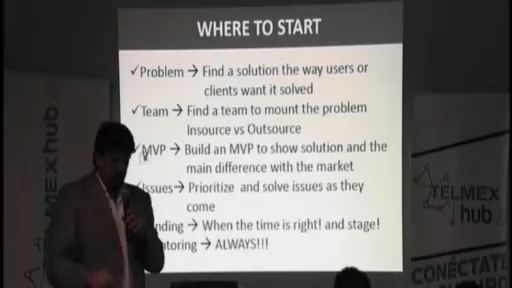 WHERE TO START
✓Problem → Find a solution the way users or
clients want it solved
✓Team → Find a team to mount the problem
Insource vs Outsource
✓MVP → Build an MVP to show solution and the
main difference with the market
✓Issues→ Prioritize and solve issues as they
come
nding → When the time is right! and stage!
toring → ALWAYS!!!
TELMEX hub
TELMEX
hub
CONÉCTATE